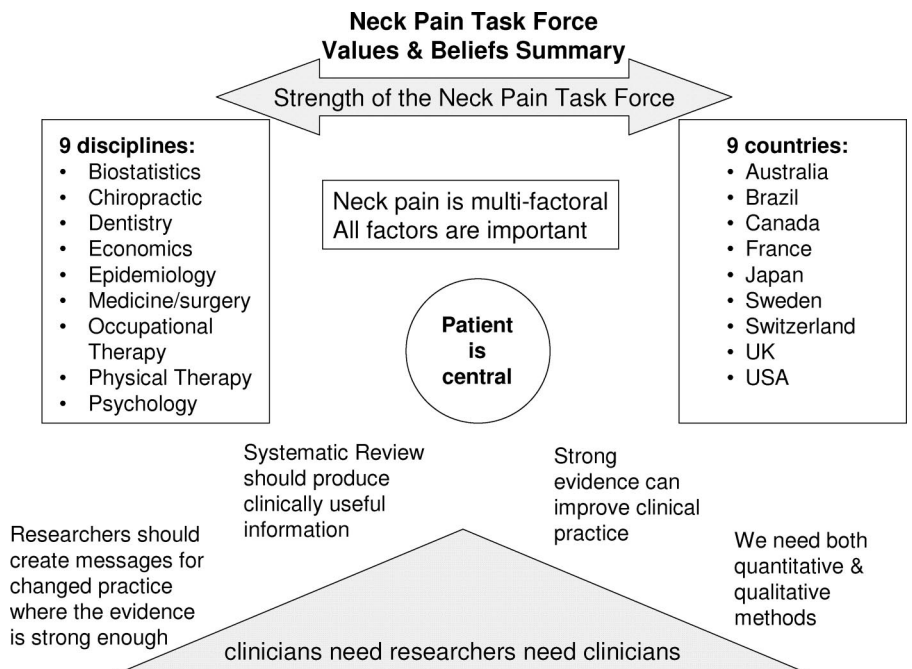 Neck Pain Task Force
Values & Beliefs Summary
Strength of the Neck Pain Task Force
9 disciplines:
• Biostatistics
• Chiropractic
• Dentistry
• Economics
• Epidemiology
• Medicine/surgery
• Occupational
Therapy
• Physical Therapy
• Psychology
Neck pain is multi-factoral
All factors are important
Patient
is
central
9 countries:
• Australia
• Brazil
• Canada
• France
• Japan
• Sweden
• Switzerland
• UK
• USA
Researchers should
create messages for
changed practice
where the evidence
is strong enough
Systematic Review
should produce
clinically useful
information
Strong
evidence can
improve clinical
practice
We need both
quantitative &
qualitative
methods
clinicians need researchers need clinicians